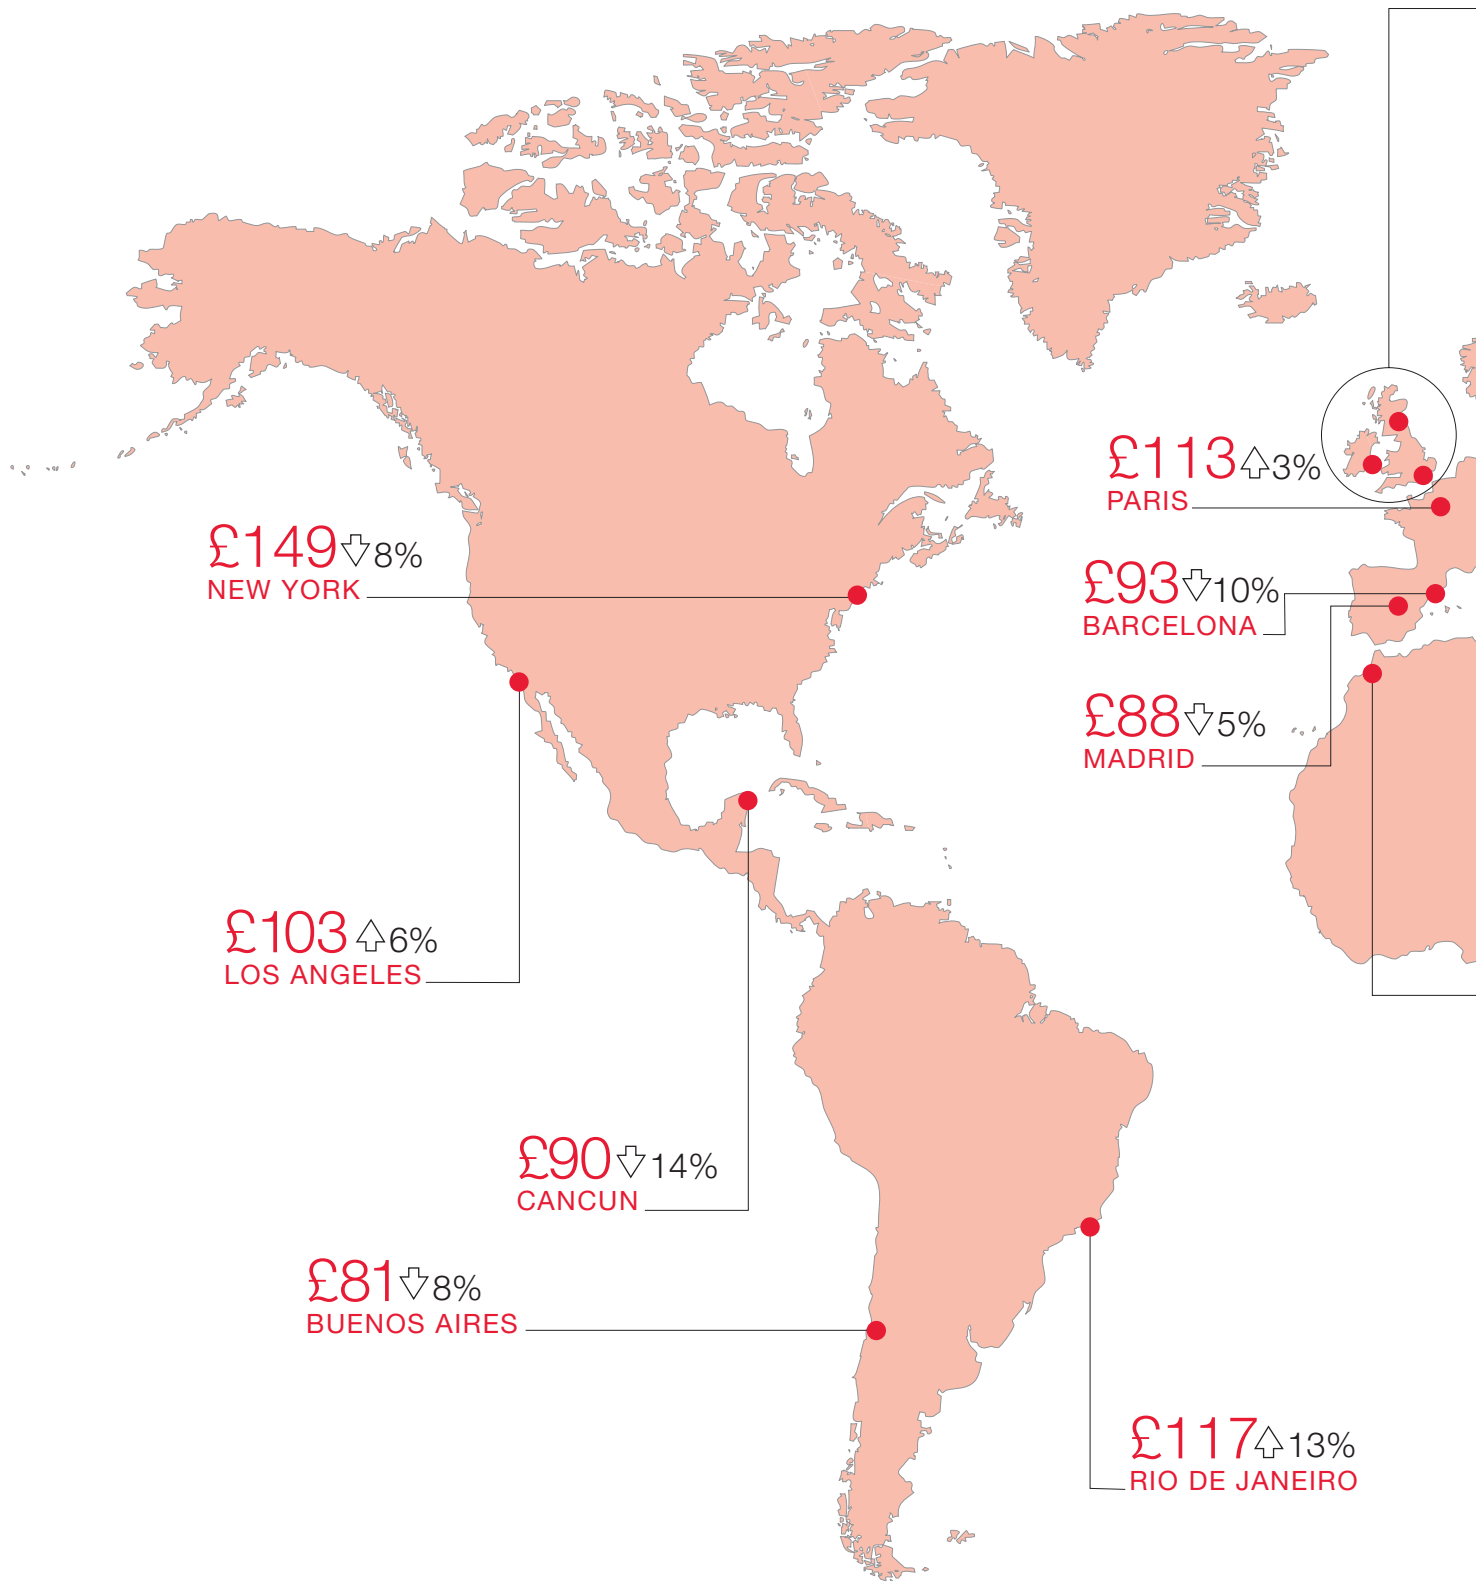 £113 3%
PARIS
£149 8%
NEW YORK
£93 10%
BARCELONA
£88 5%
MADRID
£103 6%
LOS ANGELES
£90 14%
CANCUN
£81 8%
BUENOS AIRES
£117 13%
RIO DE JANEIRO